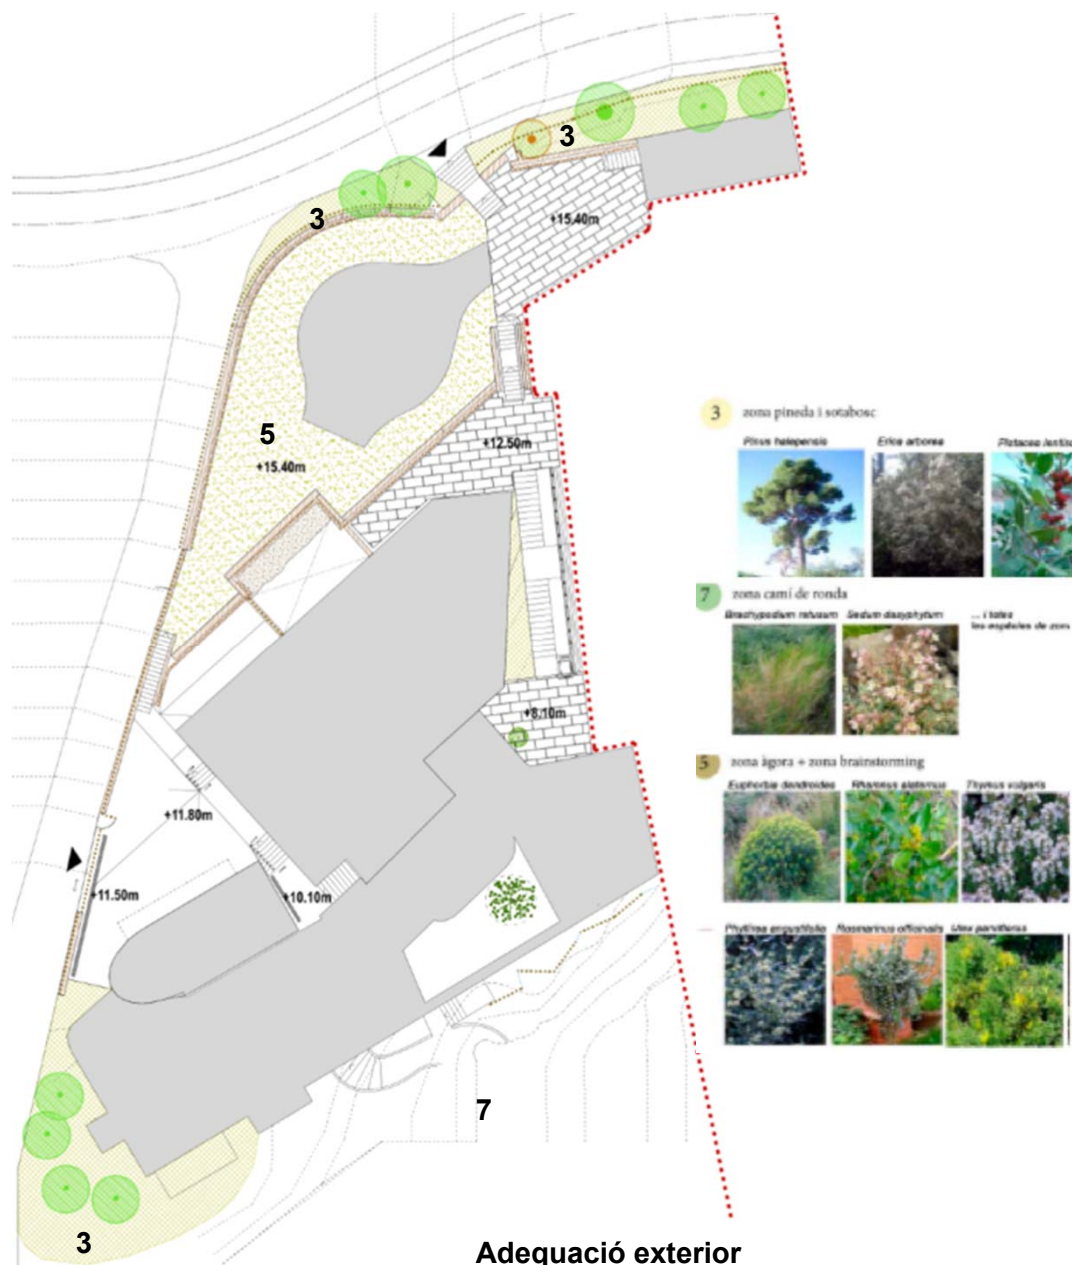 3
+15.40m
3
5
+15.40m
+12.50m
3 zona pineda i sotabosc
Pinus halepensis Erica arborea
7 zona camí de ronda
Brachypodium retusum Sedum dasyphylum ... i totes
les espècies de zona
+8.10m
5 zona àgora + zona brainstorming
Euphorbia dendroides Rhamnus alaternus Thymus vulgaris
+11.80m
+11.50m
+10.10m
Phyllirea angustifolia Rosmarinus officinalis Ulex parviflorus
7
3
Adequació exterior